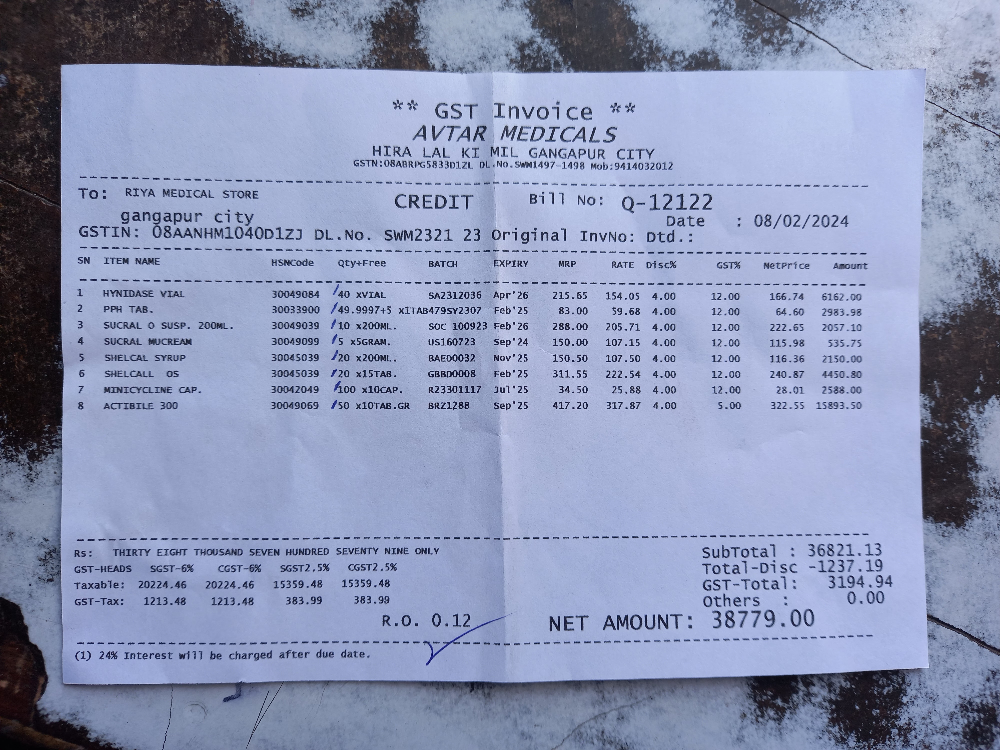 ** GST Invoice **
AVTAR MEDICALS
HIRA LAL KI MIL GANGAPUR CITY
GSTN:08ABRPG5833D1ZL DL.No.SWM1497-1498 Mob:9414032012
To: RIYA MEDICAL STORE CREDIT Bill No: Q-12122
gangapur city Date : 08/02/2024
GSTIN: 08AANHM1040D1ZJ DL.No. SWM2321 23 Original InvNo: Dtd.:
SN ITEM NAME HSNCode Qty+Free BATCH EXPIRY MRP RATE Disc% GST% NetPrice Amount
1 HYNIDASE VIAL 30049084 40 xVIAL SA2312036 Apr'26 215.65 154.05 4.00 12.00 166.74 6162.00
2 PPH TAB. 30033900 49.9997+5 x1TAB479SY2307 Feb'25 83.00 59.68 4.00 12.00 64.60 2983.98
3 SUCRAL O SUSP. 200ML. 30049039 10 x200ML. SOC 100923 Feb'26 288.00 205.71 4.00 12.00 222.65 2057.10
4 SUCRAL MUCREAM 30049099 5 x5GRAM. US160723 Sep'24 150.00 107.15 4.00 12.00 115.98 535.75
5 SHELCAL SYRUP 30045039 20 x200ML. BAED0032 Nov'25 150.50 107.50 4.00 12.00 116.36 2150.00
6 SHELCALL OS 30045039 20 x15TAB. GBBD0008 Feb'25 311.55 222.54 4.00 12.00 240.87 4450.80
7 MINICYCLINE CAP. 30042049 100 x10CAP. R23301117 Jul'25 34.50 25.88 4.00 12.00 28.01 2588.00
8 ACTIBILE 300 30049069 50 x10TAB.GR BRZ1288 Sep'25 417.20 317.87 4.00 5.00 322.55 15893.50
Rs: THIRTY EIGHT THOUSAND SEVEN HUNDRED SEVENTY NINE ONLY SubTotal : 36821.13
GST-HEADS SGST-6% CGST-6% SGST2.5% CGST2.5% Total-Disc -1237.19
Taxable: 20224.46 20224.46 15359.48 15359.48 GST-Total: 3194.94
GST-Tax: 1213.48 1213.48 383.99 383.99 Others : 0.00
R.O. 0.12 NET AMOUNT: 38779.00
(1) 24% Interest will be charged after due date.